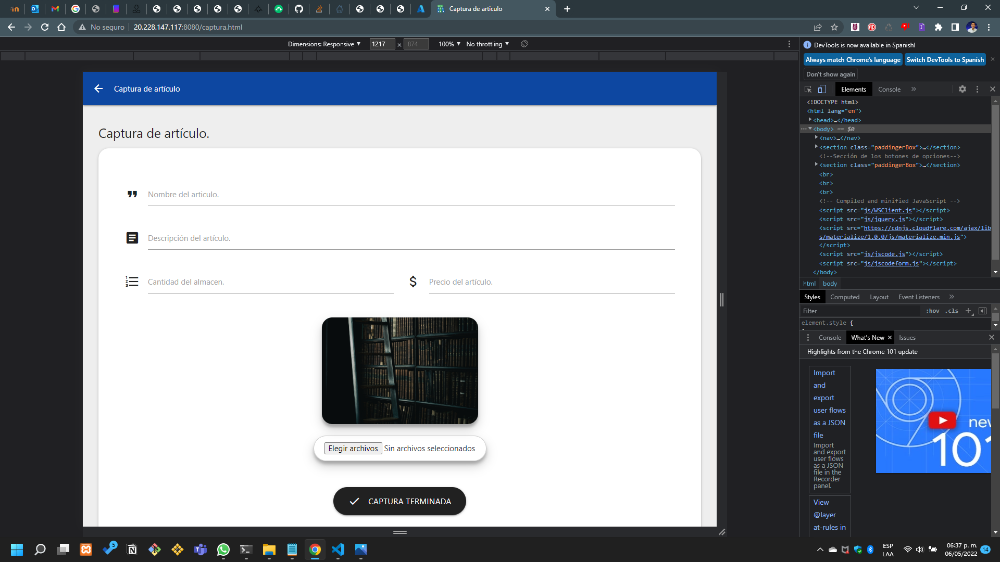 Captura de articulo
No seguro
20.228.147.117:8080/captura.html
Dimensions: Responsive
1217
×
874
100%
No throttling
DevTools is now available in Spanish!
Always match Chrome's language
Switch DevTools to Spanish
Don't show again
Elements
Console
Captura de artículo
Captura de artículo.
Nombre del articulo.
Descripción del artículo.
Cantidad del almacen.
Precio del artículo.
Elegir archivos Sin archivos seleccionados
CAPTURA TERMINADA
<!DOCTYPE html>
<html lang="en">
<head>…</head>
<body> == $0
<nav>…</nav>
<section class="paddingerBox">…</section>
<!--Sección de los botones de opciones-->
<section class="paddingerBox">…</section>
<br>
<br>
<br>
<!-- Compiled and minified JavaScript -->
<script src="js/WSClient.js"></script>
<script src="js/jquery.js"></script>
<script src="https://cdnjs.cloudflare.com/ajax/lib
s/materialize/1.0.0/js/materialize.min.js">
</script>
<script src="js/jscode.js"></script>
<script src="js/jscodeform.js"></script>
</body>
html body
Styles
Computed
Layout
Event Listeners
Filter
:hov
.cls
element.style {
Console
What's New
Issues
Highlights from the Chrome 101 update
Import
and
export
user flows
as a JSON
file
Import
and export
user flows
as a JSON
file in the
Recorder
panel.
new
101
View
@layer
at-rules in
5
ESP
LAA
06:37 p. m.
06/05/2022
14